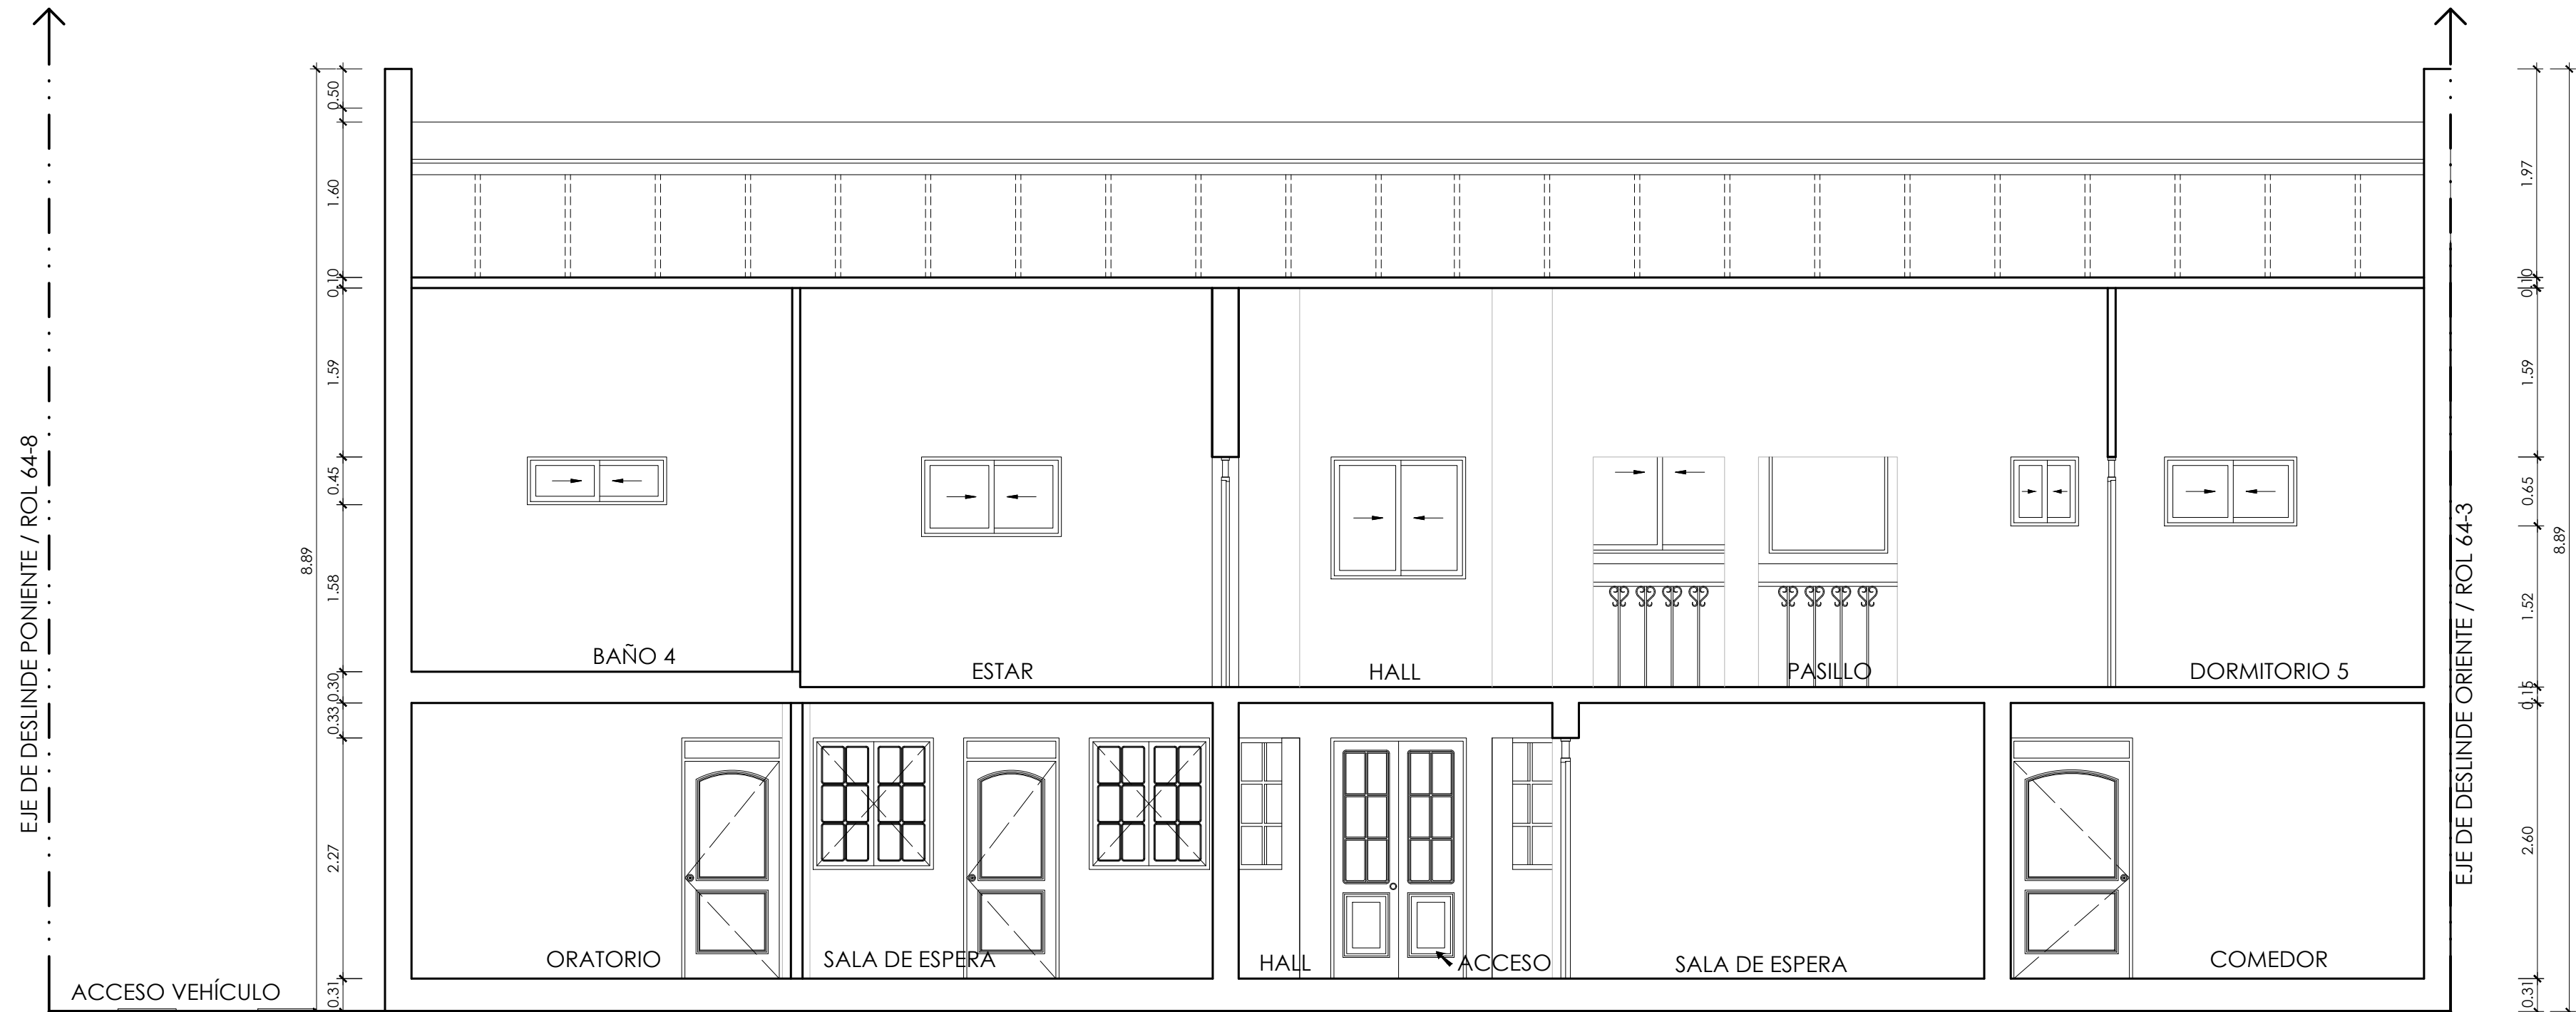 EJE DE DESLINDE PONIENTE / ROL 64-8
8.89
0.50
1.60
0.10
1.59
0.45
1.58
0.30
0.33
2.27
0.31
BAÑO 4
ESTAR
HALL
PASILLO
DORMITORIO 5
ORATORIO
SALA DE ESPERA
HALL
ACCESO
SALA DE ESPERA
COMEDOR
ACCESO VEHÍCULO
1.97
0.10
1.59
0.65
1.52
0.15
2.60
0.31
8.89
EJE DE DESLINDE ORIENTE / ROL 64-3